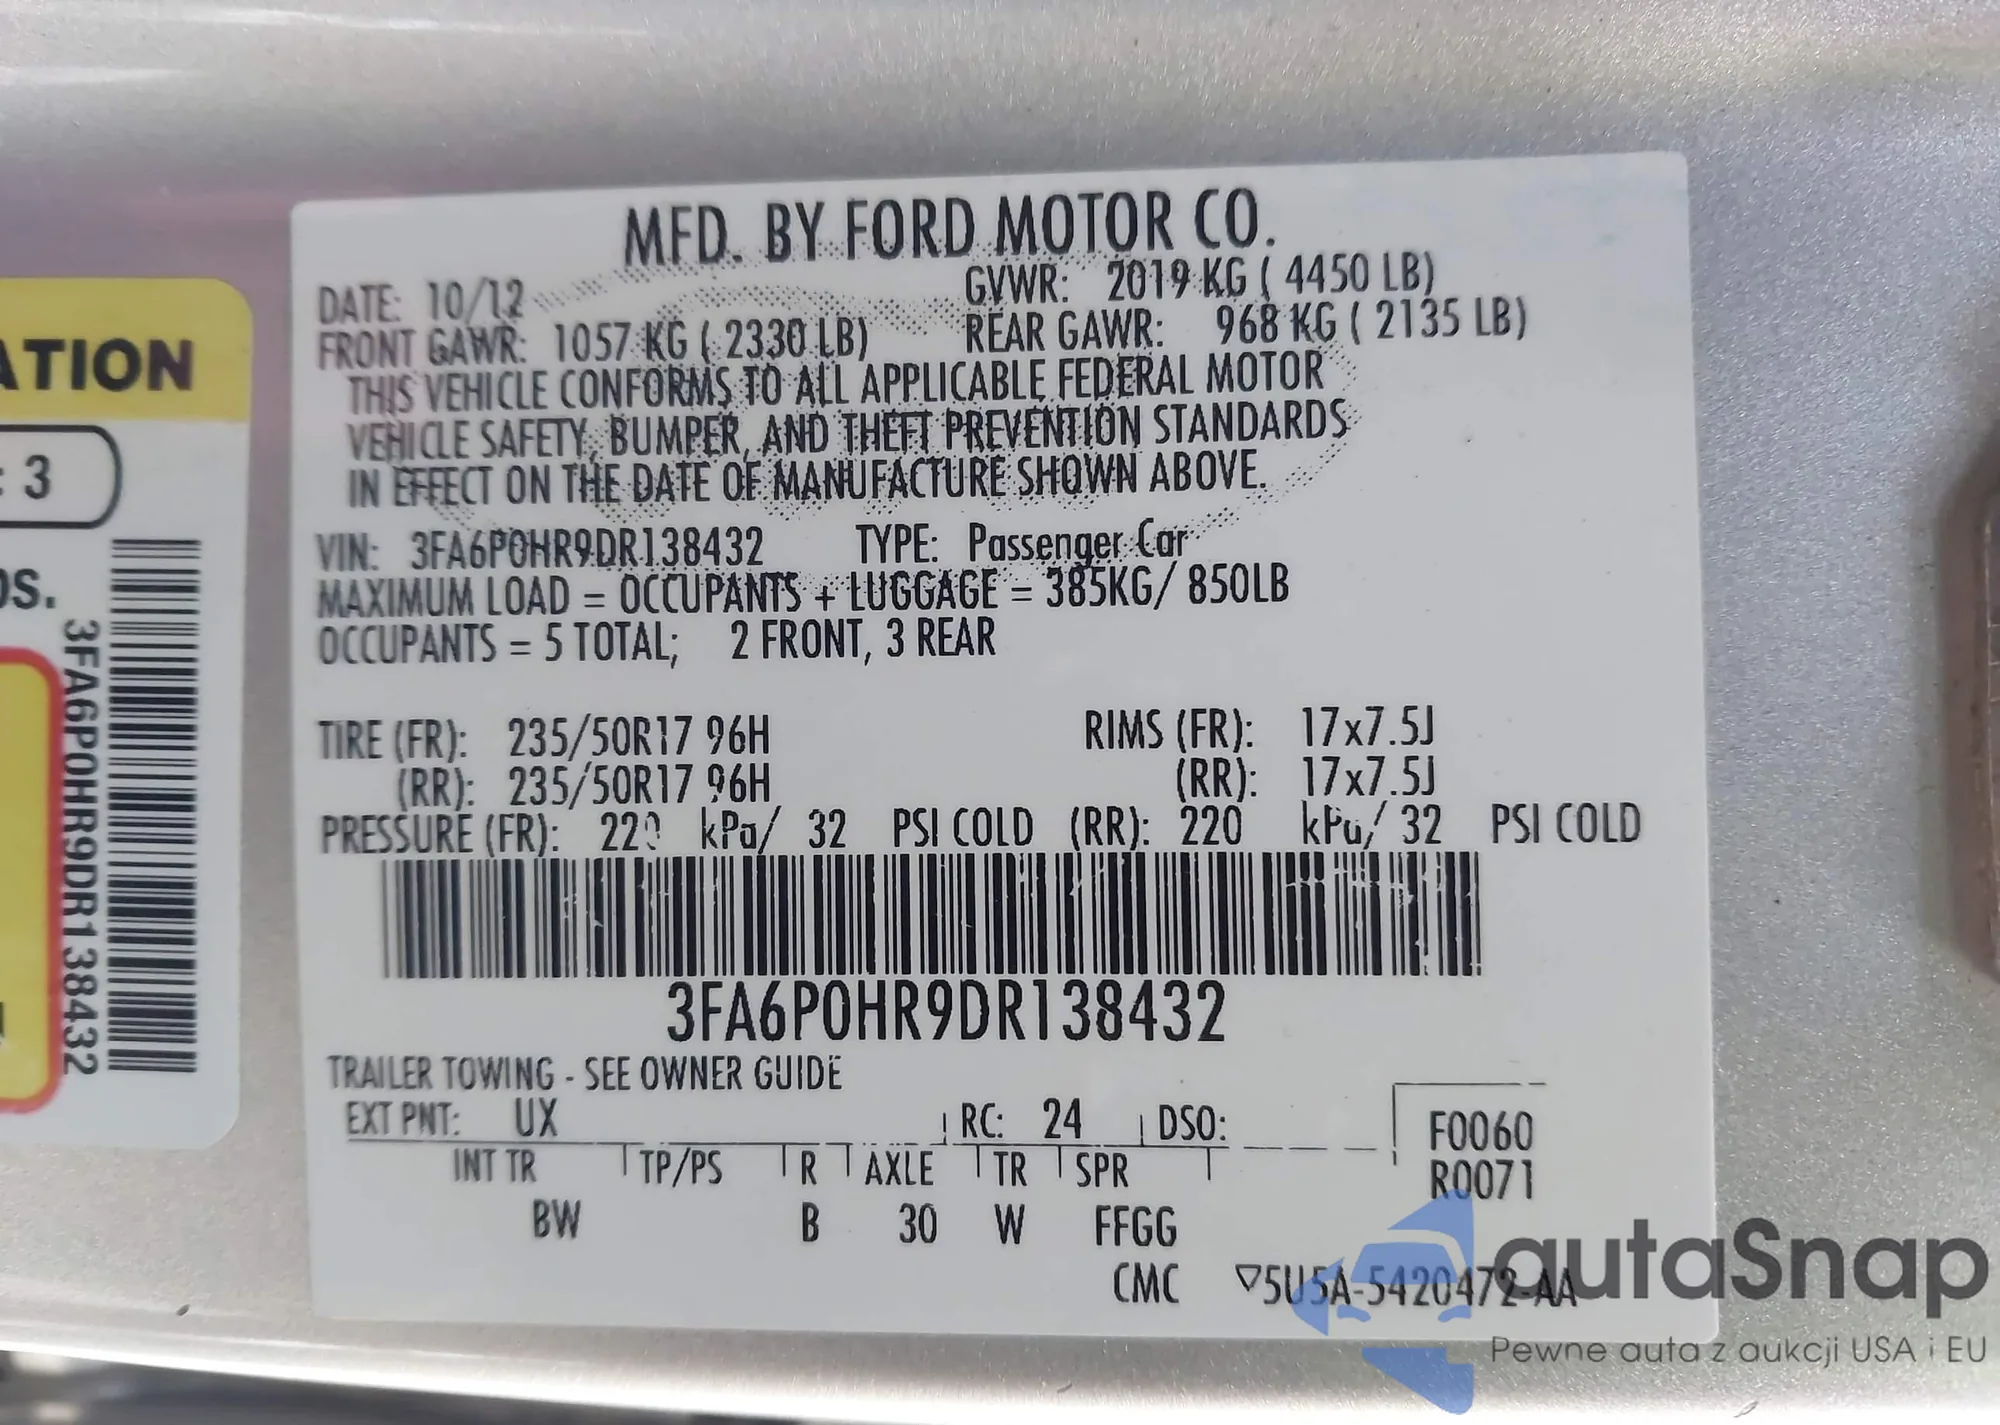 MFD. BY FORD MOTOR CO.
DATE: 10/12
GVWR: 2019 KG ( 4450 LB)
FRONT GAWR: 1057 KG ( 2330 LB)
REAR GAWR: 968 KG ( 2135 LB)
THIS VEHICLE CONFORMS TO ALL APPLICABLE FEDERAL MOTOR
VEHICLE SAFETY, BUMPER, AND THEFT PREVENTION STANDARDS
IN EFFECT ON THE DATE OF MANUFACTURE SHOWN ABOVE.
VIN: 3FA6P0HR9DR138432 TYPE: Passenger Car
MAXIMUM LOAD = OCCUPANTS + LUGGAGE = 385KG/ 850LB
OCCUPANTS = 5 TOTAL; 2 FRONT, 3 REAR
TIRE (FR): 235/50R17 96H RIMS (FR): 17x7.5J
(RR): 235/50R17 96H (RR): 17x7.5J
PRESSURE (FR): 220 kPa/ 32 PSI COLD (RR): 220 kPa/ 32 PSI COLD
3FA6P0HR9DR138432
TRAILER TOWING - SEE OWNER GUIDE
EXT PNT: UX RC: 24 DSO:
F0060
R0071
INT TR TP/PS R AXLE TR SPR
BW B 30 W FFGG
CMC ▽5U5A-5420472-AA
ATION
: 3
OS.
3FA6P0HR9DR138432
autaSnap
Pewne auta z aukcji USA i EU